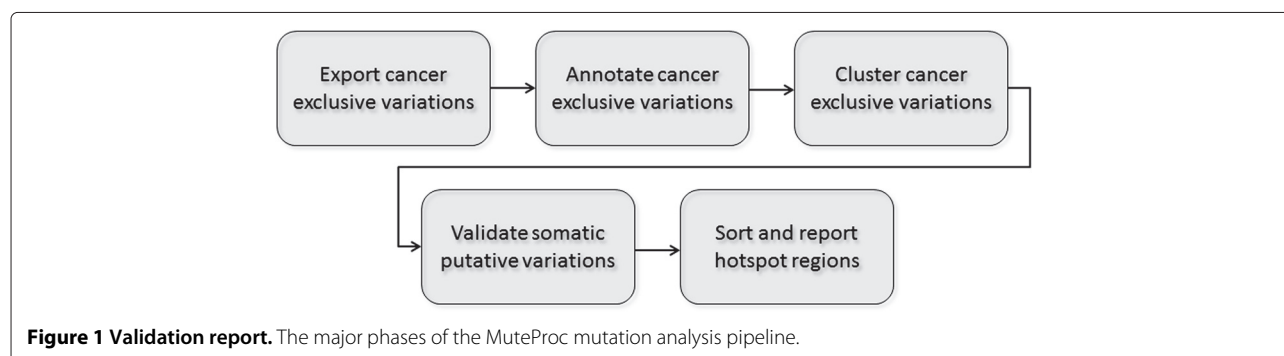 Export cancer
exclusive variations
Annotate cancer
exclusive variations
Cluster cancer
exclusive variations
Validate somatic
putative variations
Sort and report
hotspot regions
Figure 1 Validation report. The major phases of the MuteProc mutation analysis pipeline.